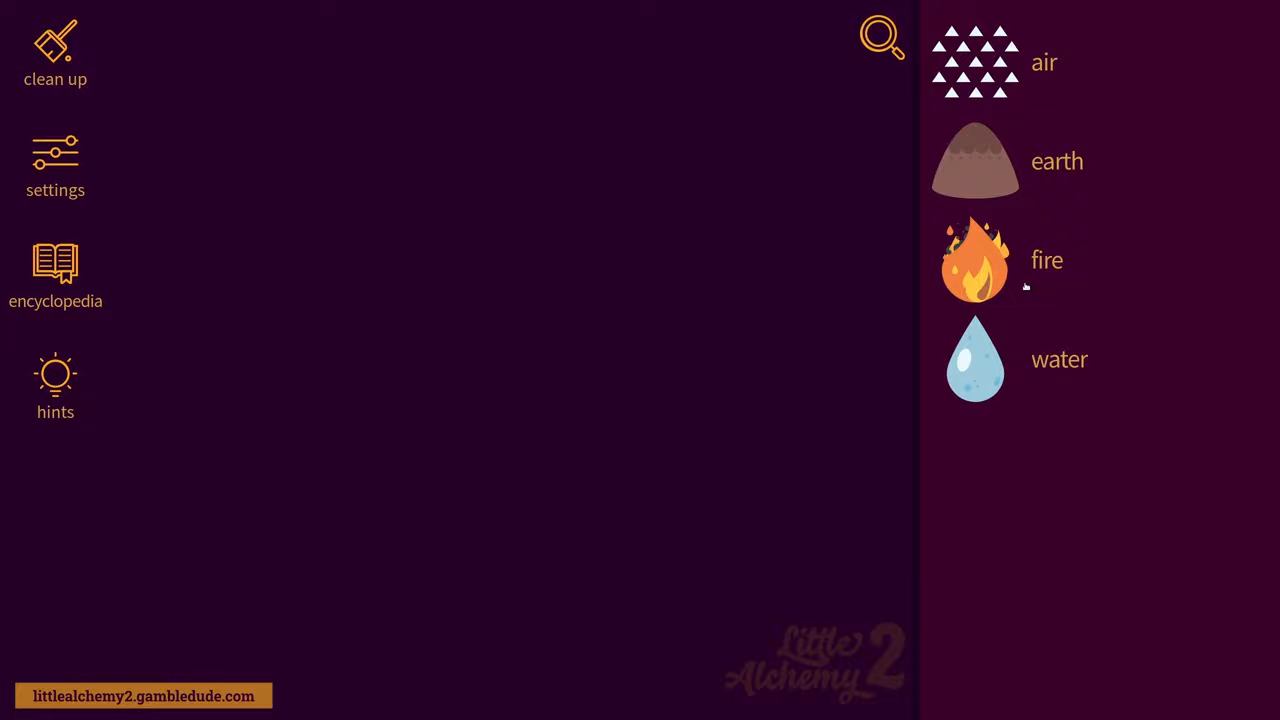 clean up
settings
encyclopedia
hints
air
earth
fire
water
Little
Alchemy 2
littlealchemy2.gambledude.com